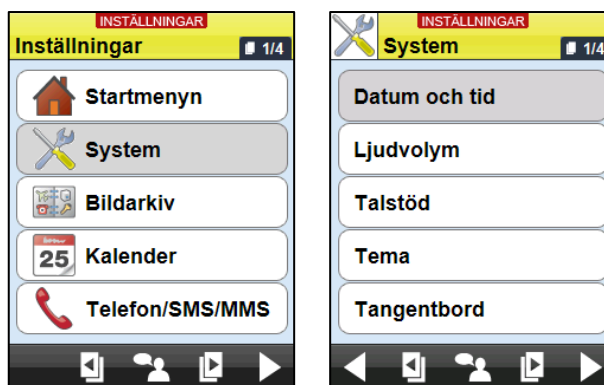 INSTÄLLNINGAR
Inställningar 1/4
Startmenyn
System
Bildarkiv
25 Kalender
Telefon/SMS/MMS
INSTÄLLNINGAR
System 1/4
Datum och tid
Ljudvolym
Talstöd
Tema
Tangentbord